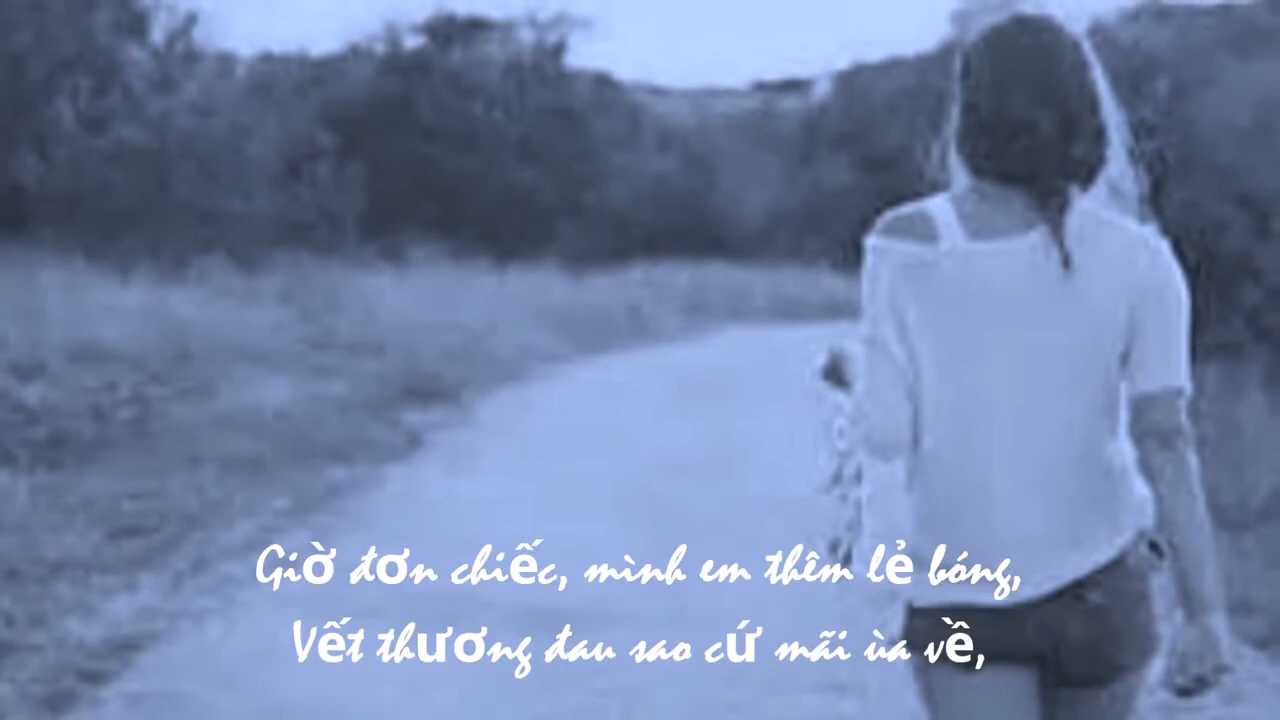 Giờ đơn chiếc, mình em thêm lẻ bóng,
Vết thương đau sao cứ mãi ùa về,